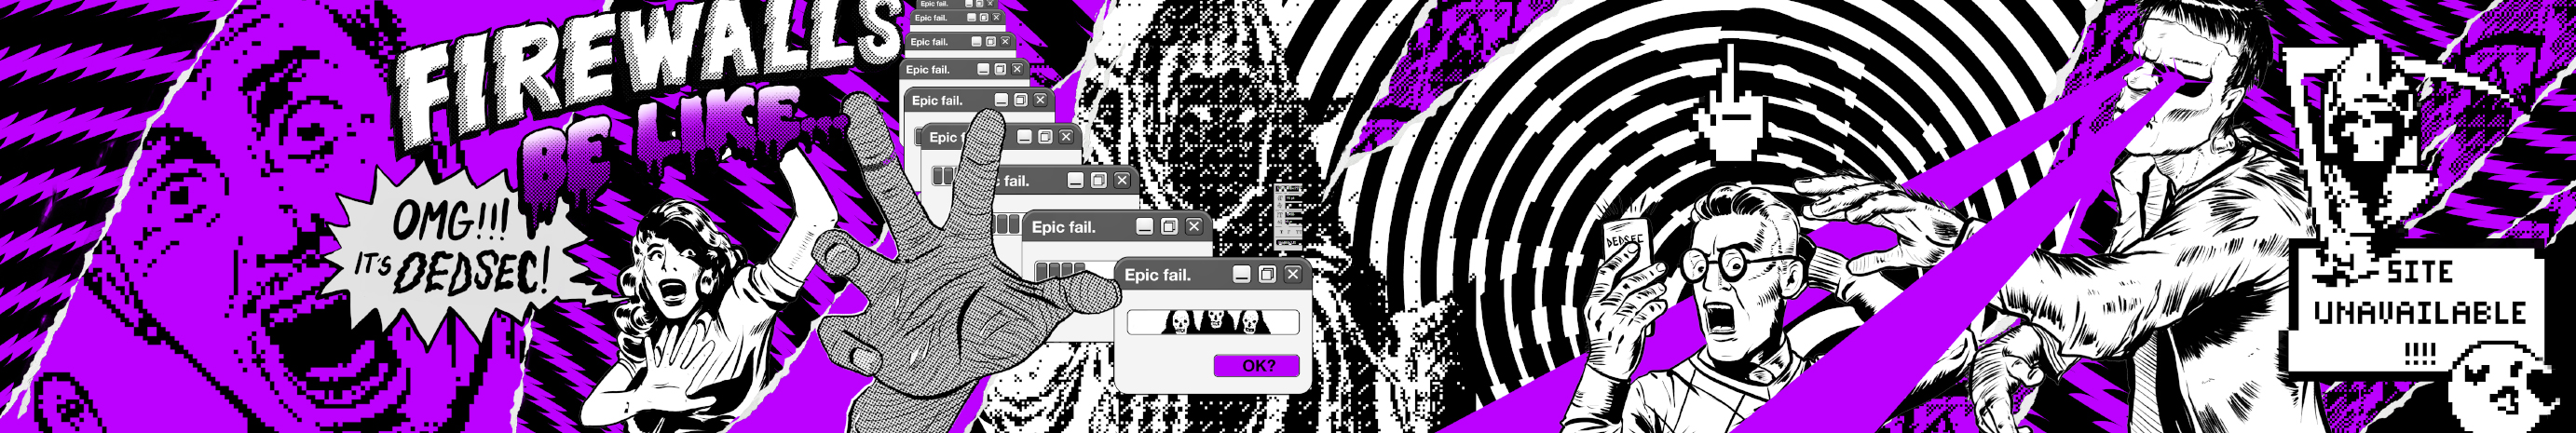 FIREWALLS
BE LIKE...
OMG!!!
IT'S DEDSEC!
Epic fail.
Epic fail.
Epic fail.
Epic fail.
Epic fail.
Epic f
fail.
Epic fail.
Epic fail.
OK?
DEDSEC
SITE
UNAVAILABLE
!!!!